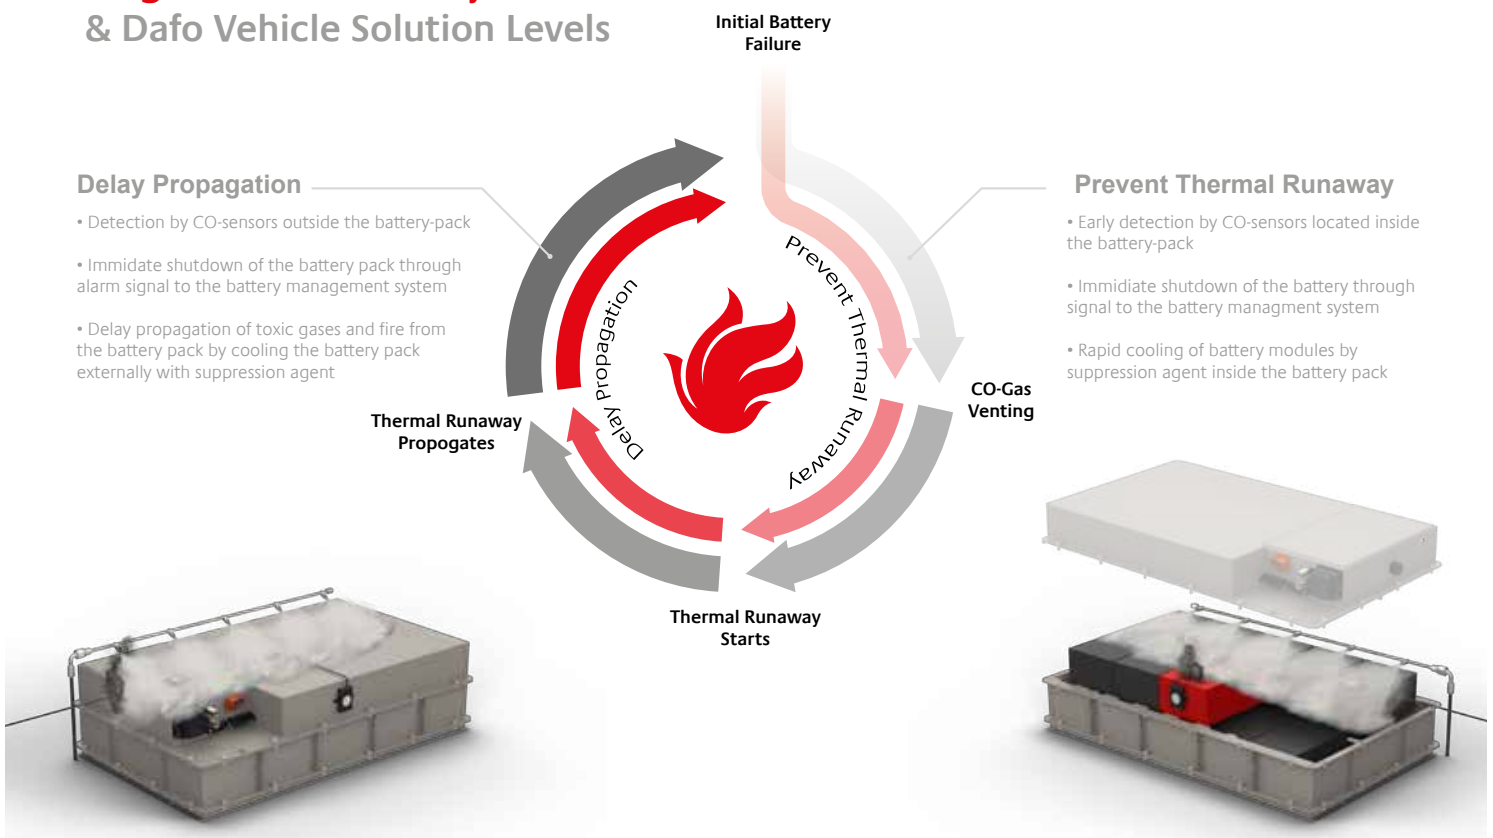 & Dafo Vehicle Solution Levels
Initial Battery
Failure
Delay Propagation
• Detection by CO-sensors outside the battery-pack
• Immidate shutdown of the battery pack through
alarm signal to the battery management system
• Delay propagation of toxic gases and fire from
the battery pack by cooling the battery pack
externally with suppression agent
Prevent Thermal Runaway
• Early detection by CO-sensors located inside
the battery-pack
• Immidiate shutdown of the battery through
signal to the battery managment system
• Rapid cooling of battery modules by
suppression agent inside the battery pack
Delay Propagation
Prevent Thermal Runaway
CO-Gas
Venting
Thermal Runaway
Propogates
Thermal Runaway
Starts